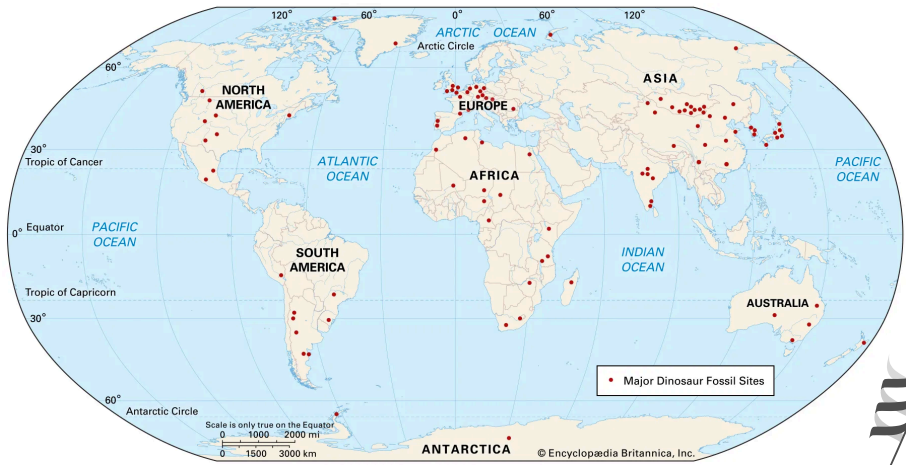 120°
60°
0°
60°
120°
ARCTIC OCEAN
Arctic Circle
60°
ASIA
NORTH
AMERICA
EUROPE
30°
Tropic of Cancer
ATLANTIC
OCEAN
PACIFIC
OCEAN
AFRICA
Equator
0°
PACIFIC
OCEAN
SOUTH
AMERICA
INDIAN
OCEAN
Tropic of Capricorn
AUSTRALIA
30°
Major Dinosaur Fossil Sites
60°
Antarctic Circle
Scale is only true on the Equator
0 1000 2000 mi
0 1500 3000 km
ANTARCTICA
© Encyclopædia Britannica, Inc.